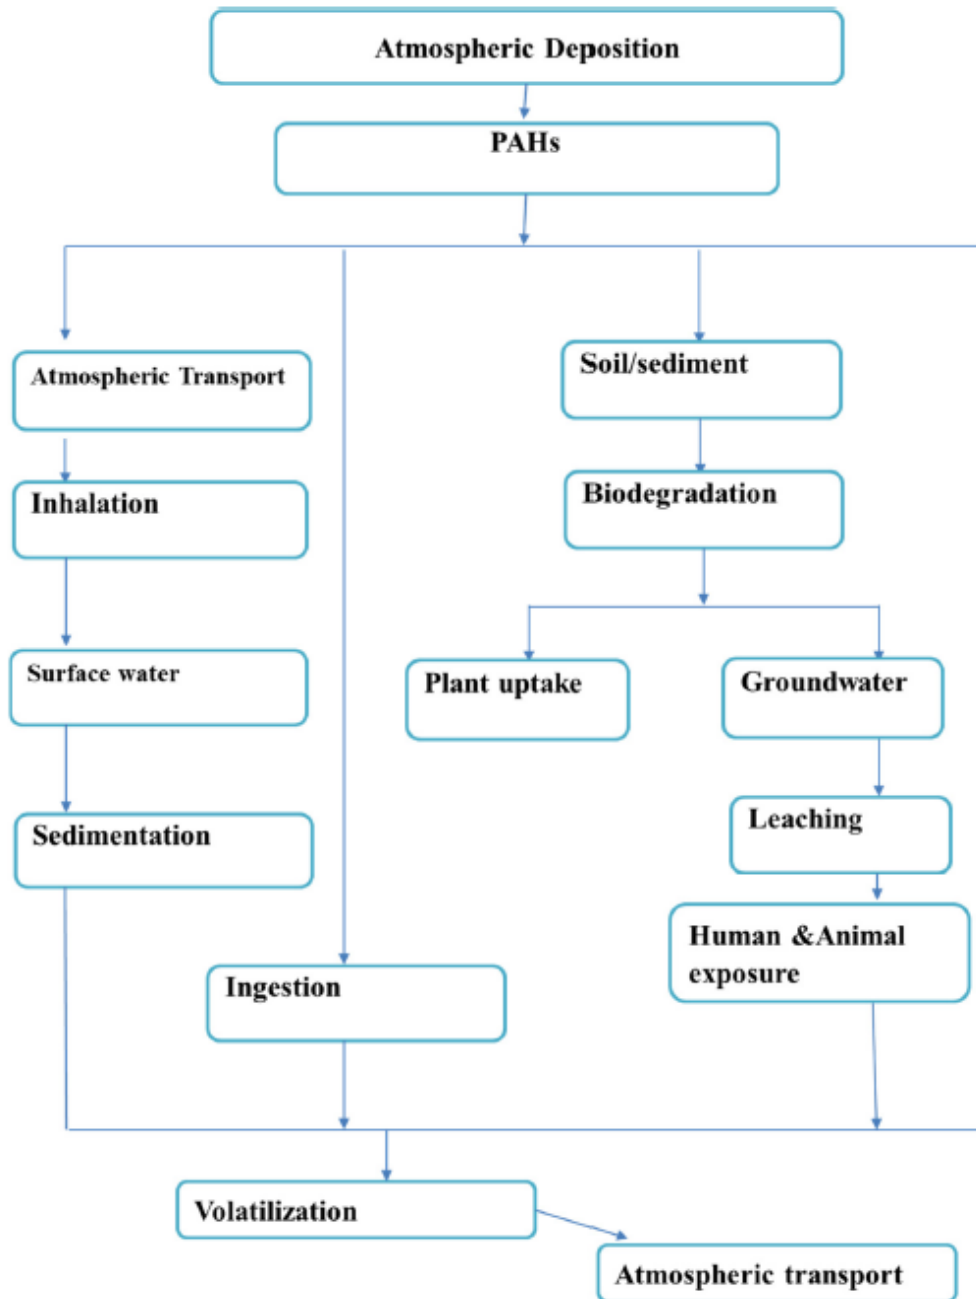 Atmospheric Deposition
PAHs
Atmospheric Transport
Soil/sediment
Inhalation
Biodegradation
Surface water
Plant uptake
Groundwater
Sedimentation
Leaching
Human &Animal
exposure
Ingestion
Volatilization
Atmospheric transport